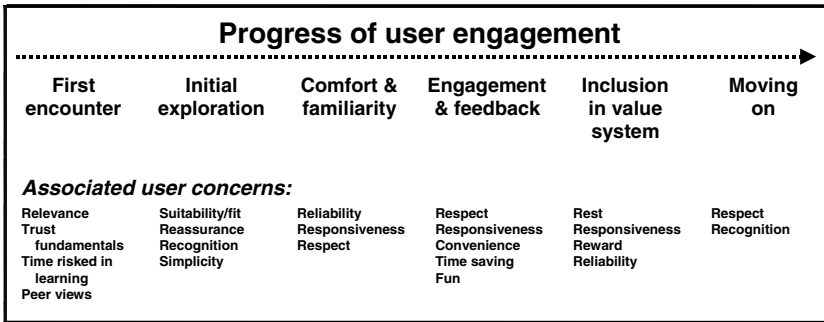 Progress of user engagement
First encounter
Initial exploration
Comfort & familiarity
Engagement & feedback
Inclusion in value system
Moving on
Associated user concerns:
Relevance
Trust
fundamentals
Time risked in
learning
Peer views
Suitability/fit
Reassurance
Recognition
Simplicity
Reliability
Responsiveness
Respect
Respect
Responsiveness
Convenience
Time saving
Fun
Rest
Responsiveness
Reward
Reliability
Respect
Recognition